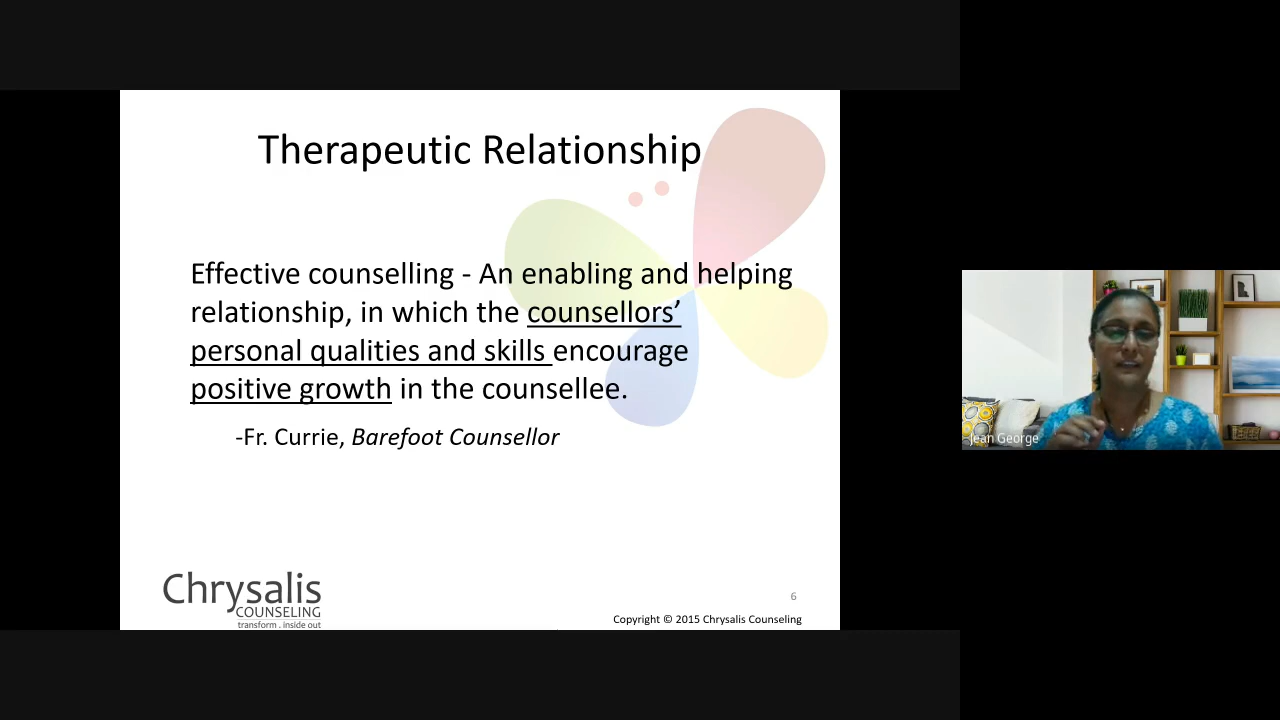 Therapeutic Relationship
Effective counselling - An enabling and helping
relationship, in which the counsellors’
personal qualities and skills encourage
positive growth in the counsellee.
-Fr. Currie, Barefoot Counsellor
Chrysalis
COUNSELING
transform . inside out
6
Copyright © 2015 Chrysalis Counseling
Jean George